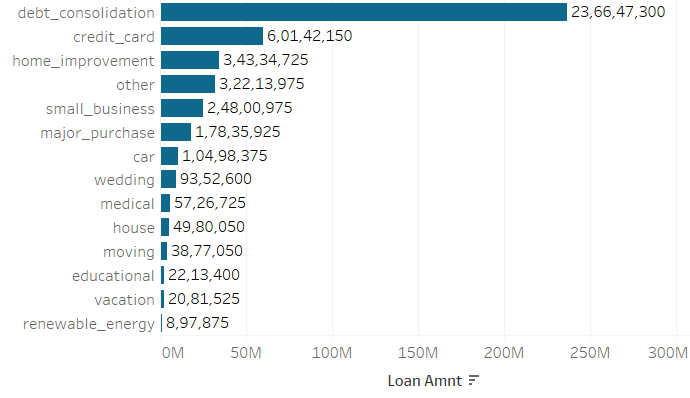 debt_consolidation 23,66,47,300
credit_card 6,01,42,150
home_improvement 3,43,34,725
other 3,22,13,975
small_business 2,48,00,975
major_purchase 1,78,35,925
car 1,04,98,375
wedding 93,52,600
medical 57,26,725
house 49,80,050
moving 38,77,050
educational 22,13,400
vacation 20,81,525
renewable_energy 8,97,875
0M 50M 100M 150M 200M 250M 300M
Loan Amnt